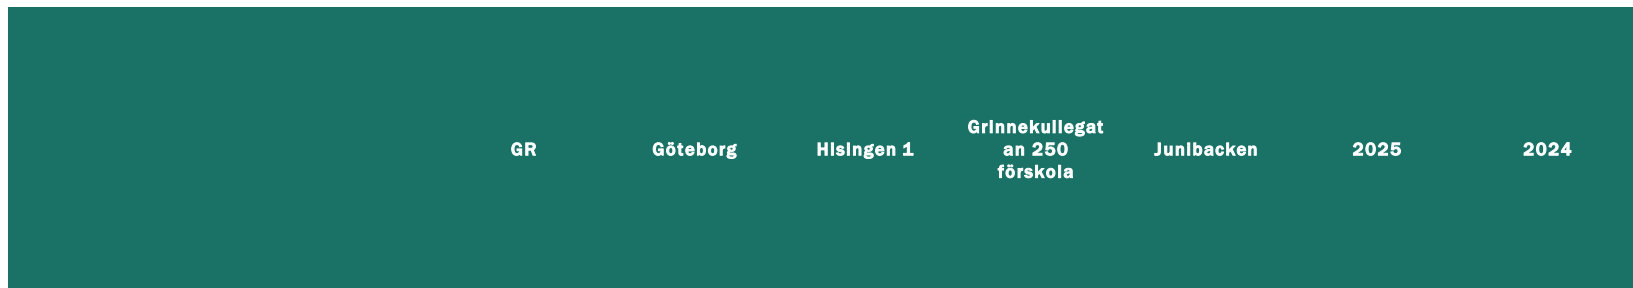 GR Göteborg Hisingen 1 Grinnekullegat
an 250
förskola Junibacken 2025 2024